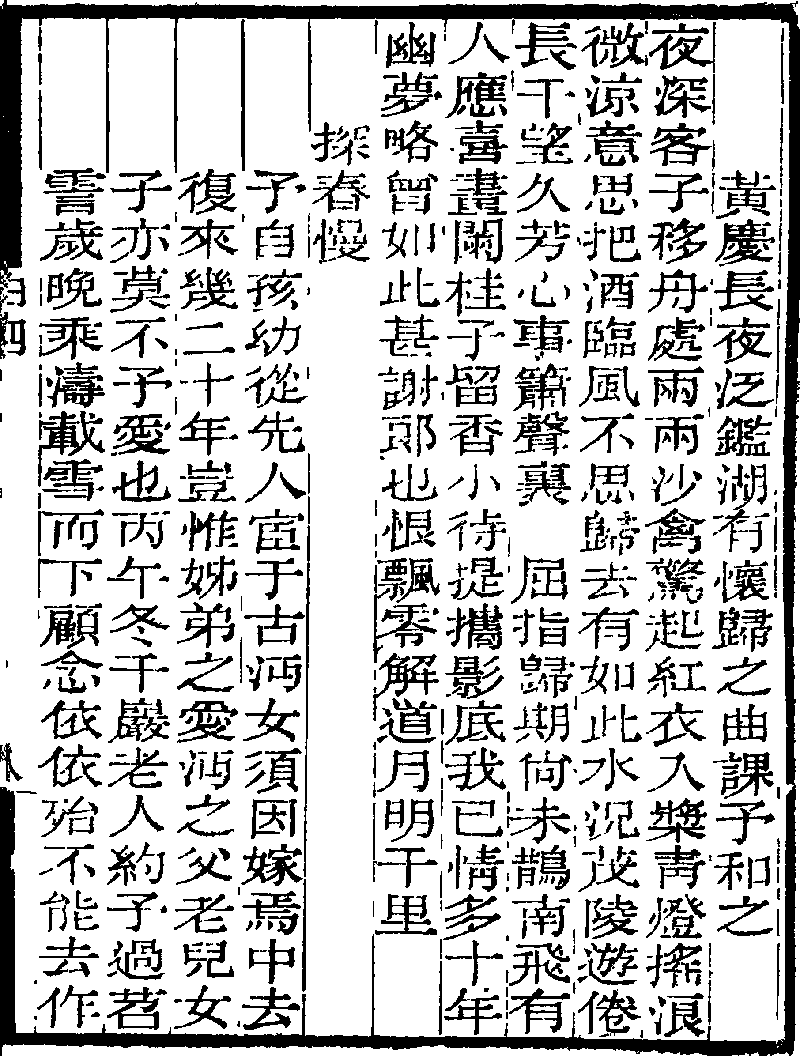 黃慶長夜泛鑑湖有懷歸之曲課予和之
夜深客子移舟處兩兩沙禽驚起紅衣入槳靑燈搖浪
微涼意思把酒臨風不思歸去有如此水況茂陵遊倦
長干望久芳心事簫聲裏　屈指歸期尙未鵲南飛有
人應喜畫闌桂子留香小待提攜影底我已情多十年
幽夢略曾如此甚謝郞也恨飄零解道月明千里
探春慢
予自孩幼從先人宦于古沔女須因嫁焉中去
復來幾二十年豈惟姊弟之愛沔之父老兒女
子亦莫不予愛也丙午冬千巖老人約予過苕
霅歲晚乘濤載雪而下顧念依依殆不能去作